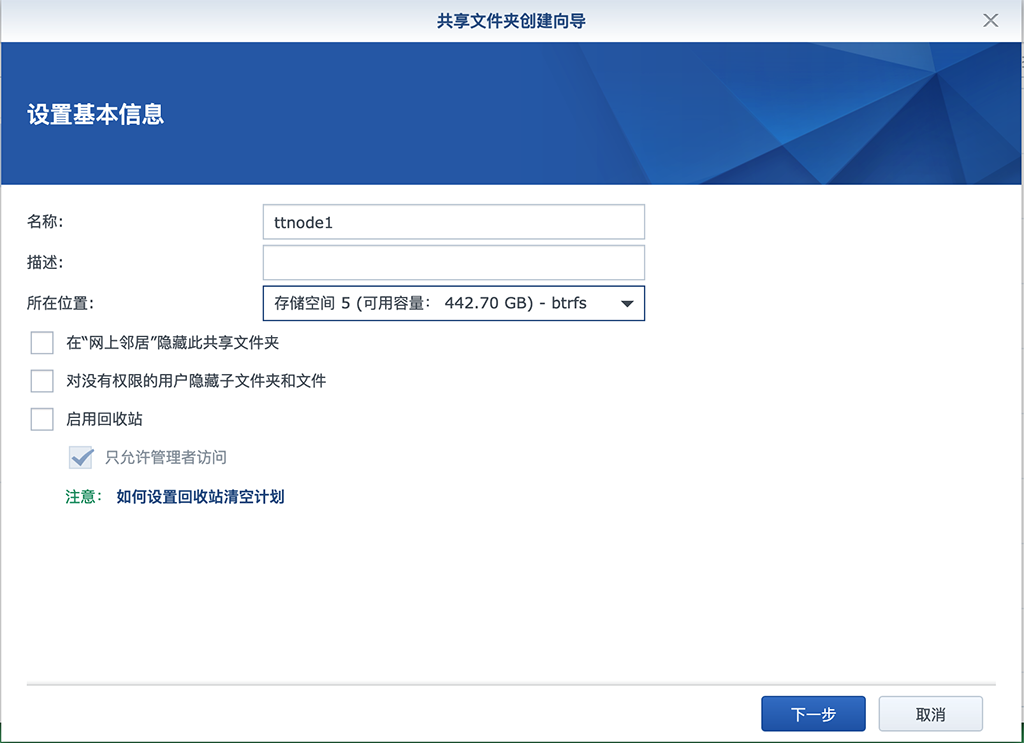 共享文件夹创建向导
设置基本信息
名称:
ttnode1
描述:
所在位置:
存储空间 5 (可用容量： 442.70 GB) - btrfs
在“网上邻居”隐藏此共享文件夹
对没有权限的用户隐藏子文件夹和文件
启用回收站
只允许管理者访问
注意： 如何设置回收站清空计划
下一步
取消